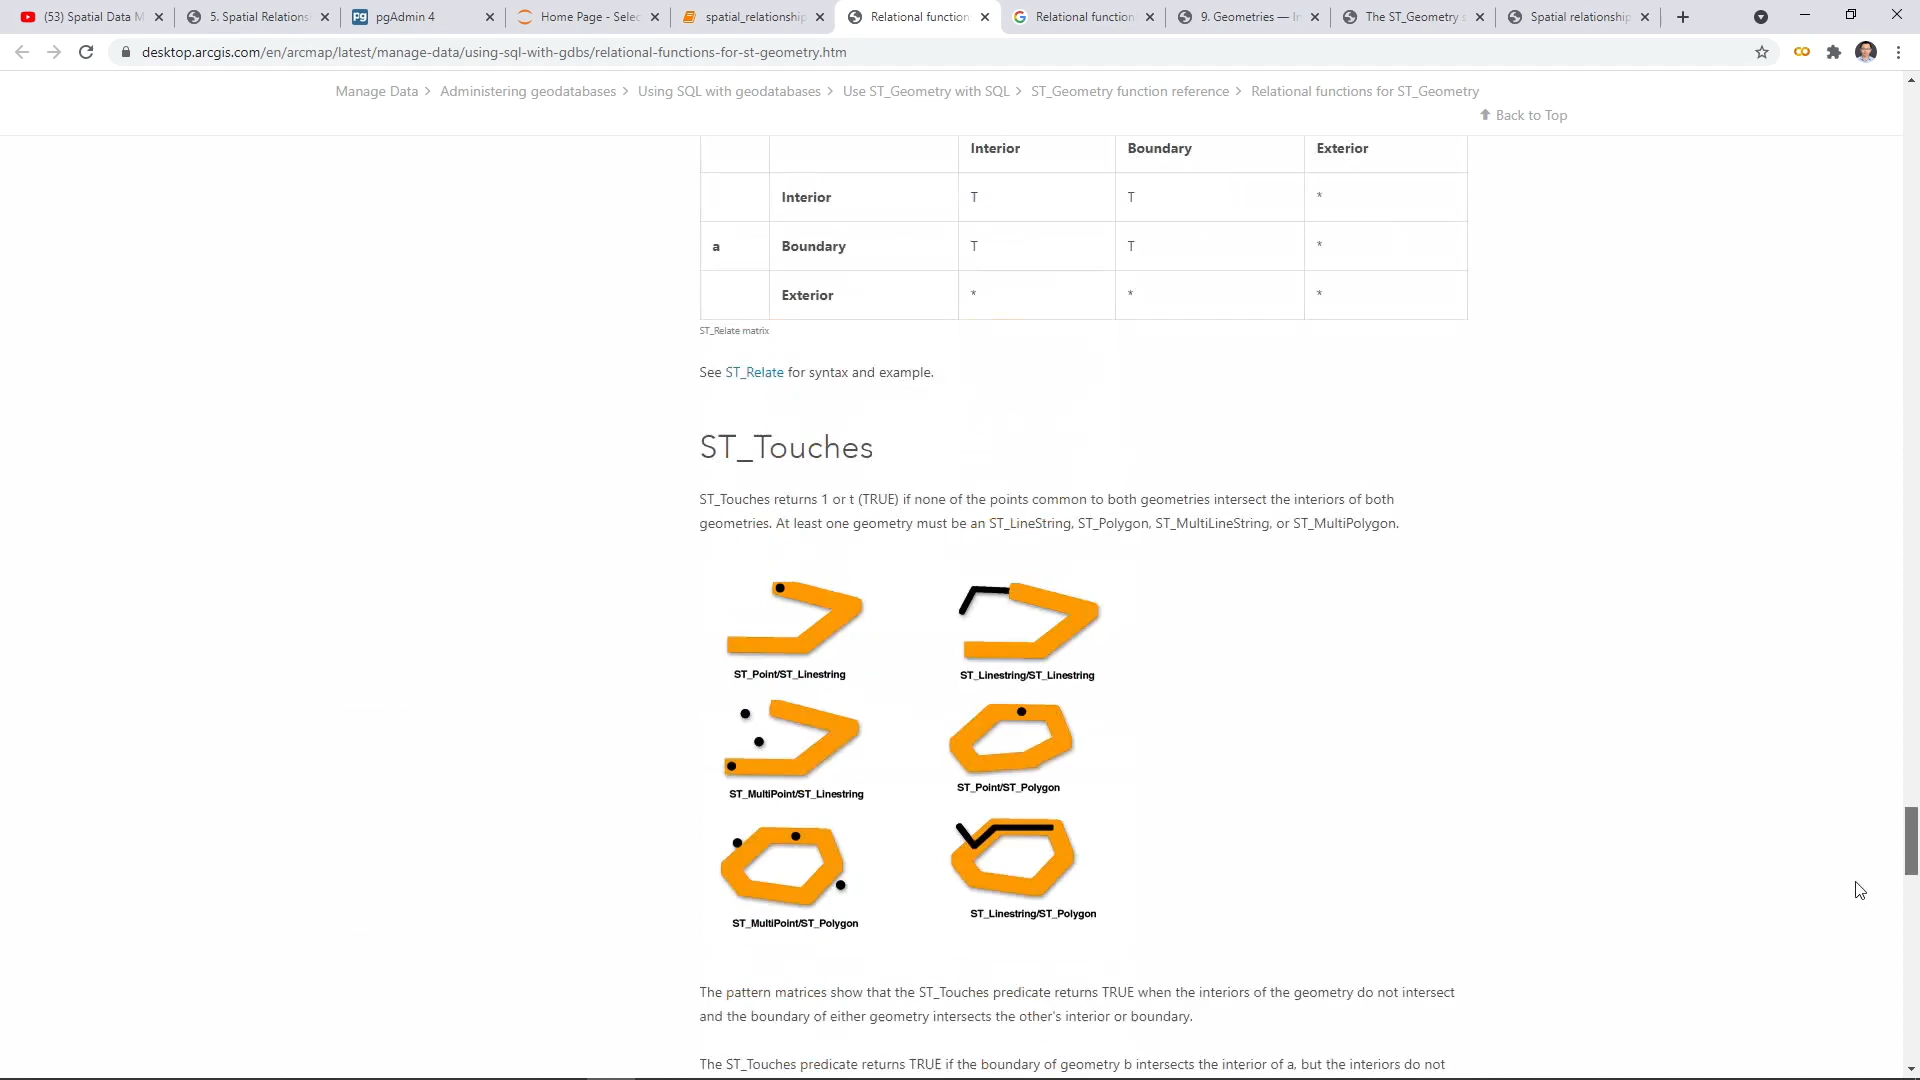 (53) Spatial Data M
5. Spatial Relations
pgAdmin 4
Home Page - Selec
spatial_relationship
Relational function
Relational function
9. Geometries — In
The ST_Geometry s
Spatial relationship
desktop.arcgis.com/en/arcmap/latest/manage-data/using-sql-with-gdbs/relational-functions-for-st-geometry.htm
Manage Data > Administering geodatabases > Using SQL with geodatabases > Use ST_Geometry with SQL > ST_Geometry function reference > Relational functions for ST_Geometry
Back to Top
Interior Boundary Exterior
Interior T T *
a Boundary T T *
Exterior * * *
ST_Relate matrix
See ST_Relate for syntax and example.
ST_Touches
ST_Touches returns 1 or t (TRUE) if none of the points common to both geometries intersect the interiors of both
geometries. At least one geometry must be an ST_LineString, ST_Polygon, ST_MultiLineString, or ST_MultiPolygon.
ST_Point/ST_Linestring
ST_Linestring/ST_Linestring
ST_MultiPoint/ST_Linestring
ST_Point/ST_Polygon
ST_MultiPoint/ST_Polygon
ST_Linestring/ST_Polygon
The pattern matrices show that the ST_Touches predicate returns TRUE when the interiors of the geometry do not intersect
and the boundary of either geometry intersects the other's interior or boundary.
The ST_Touches predicate returns TRUE if the boundary of geometry b intersects the interior of a, but the interiors do not